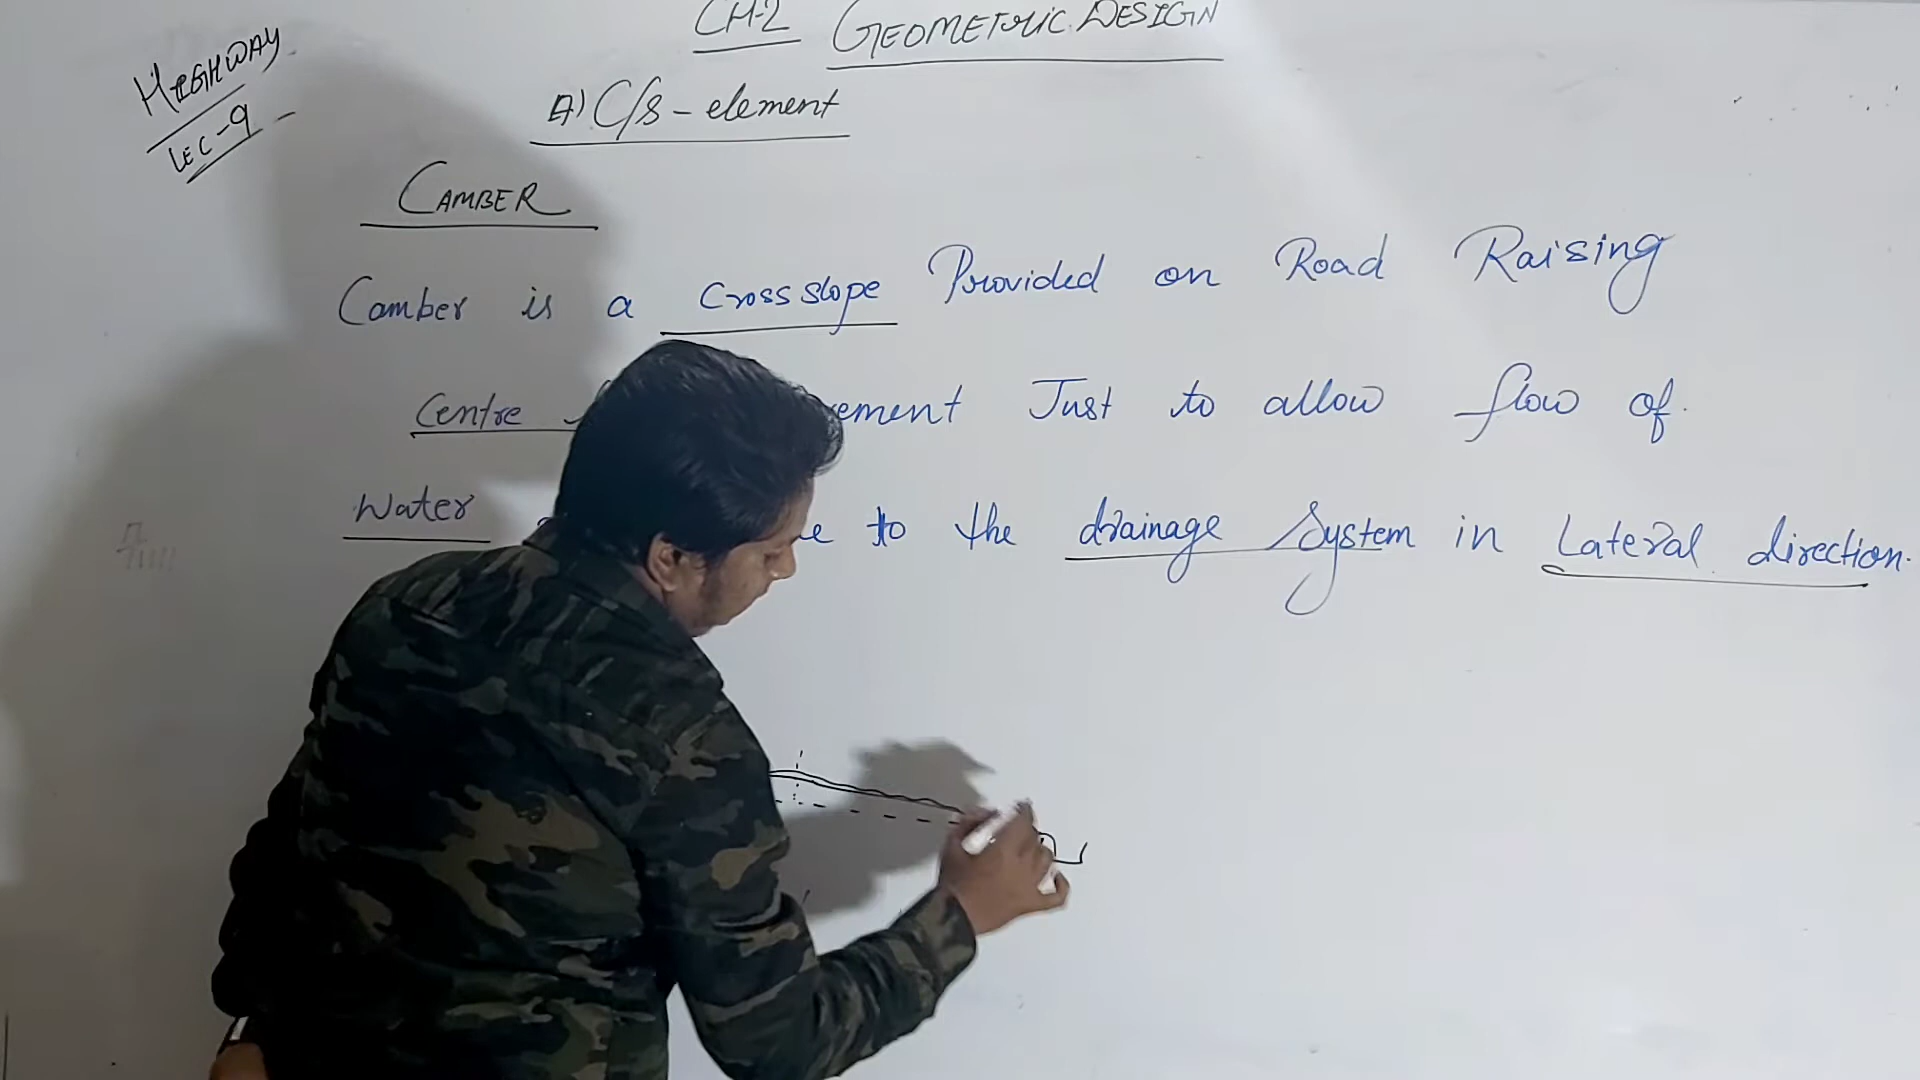 CH-2 GEOMETRIC DESIGN
HIGHWAY
LEC-9
A) C/S - element
CAMBER
Camber is a Cross slope Provided on Road Raising
Centre ement Just to allow flow of
Water e to the drainage System in Lateral direction.